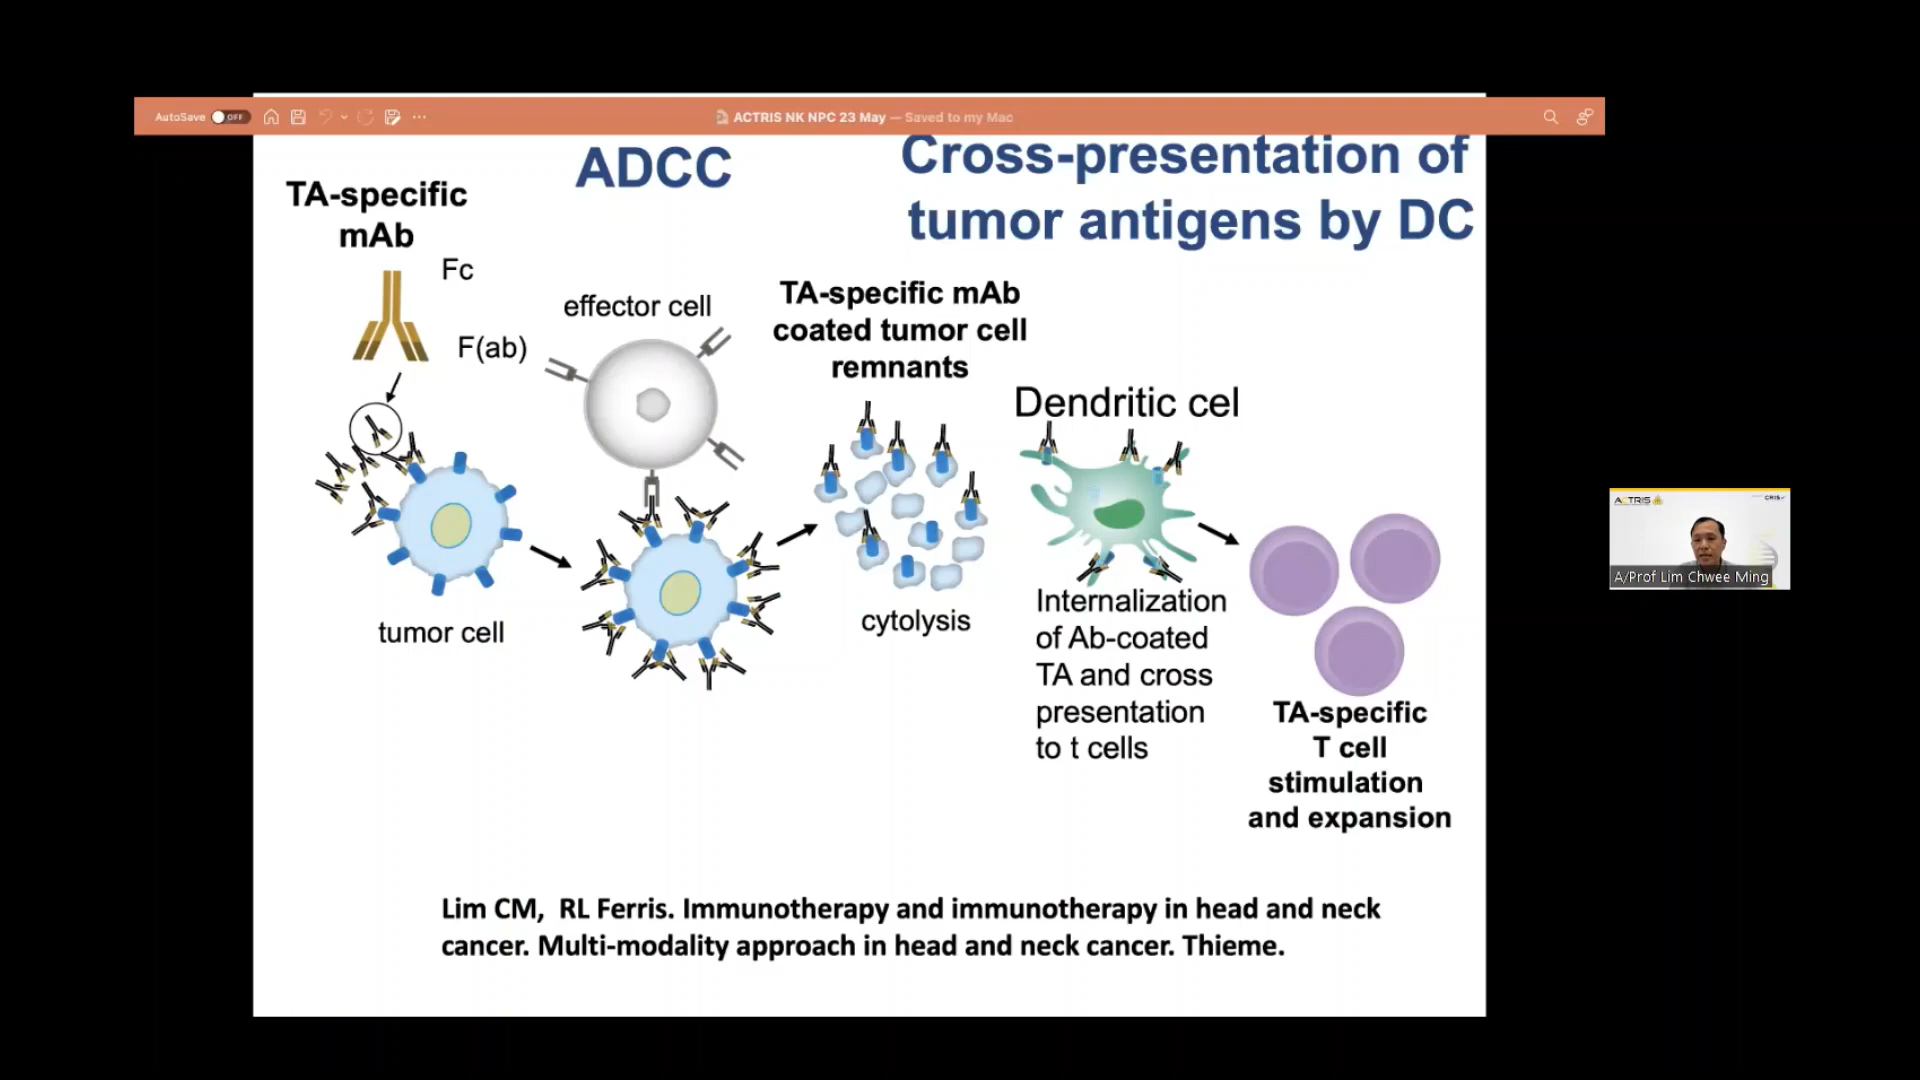 AutoSave OFF
ACTRIS NK NPC 23 May — Saved to my Mac
ADCC
Cross-presentation of
tumor antigens by DC
TA-specific
mAb
Fc
F(ab)
effector cell
TA-specific mAb
coated tumor cell
remnants
Dendritic cel
tumor cell
cytolysis
Internalization
of Ab-coated
TA and cross
presentation
to t cells
TA-specific
T cell
stimulation
and expansion
Lim CM, RL Ferris. Immunotherapy and immunotherapy in head and neck
cancer. Multi-modality approach in head and neck cancer. Thieme.
ACTRIS
CRIS
A/Prof Lim Chwee Ming